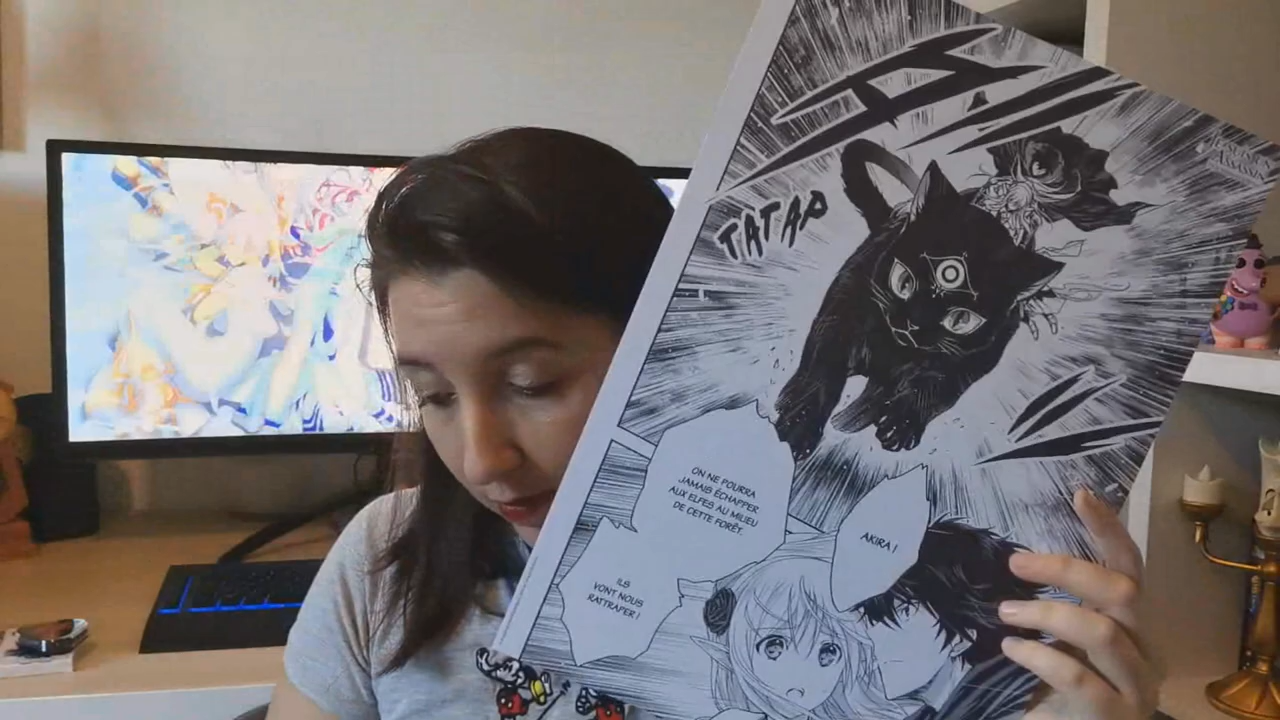 TATAP
ON NE POURRA
JAMAIS ÉCHAPPER
AUX ELFES AU MILIEU
DE CETTE FORÊT.
AKIRA !
ILS
VONT NOUS
RATTRAPER !